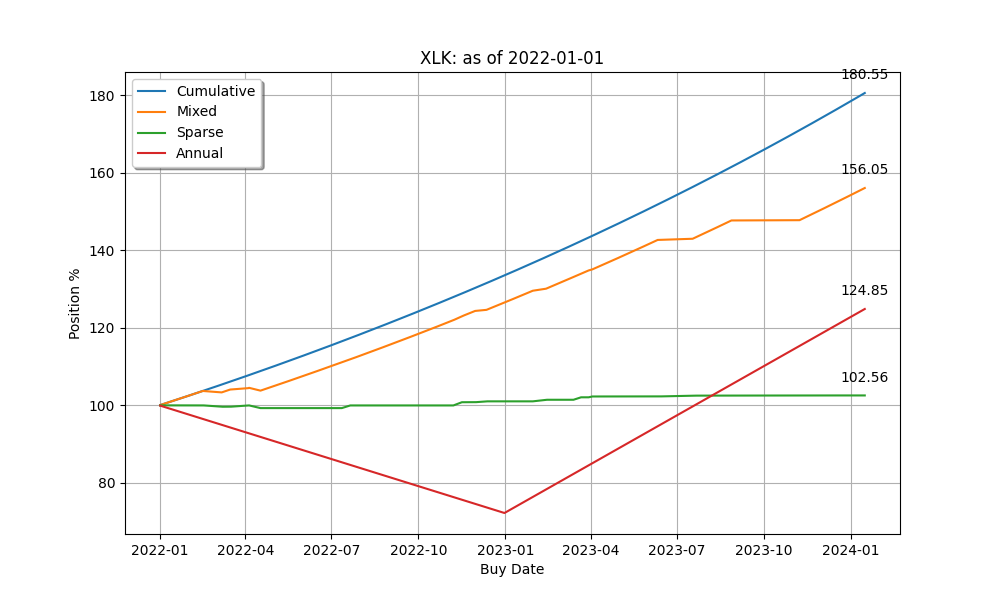 XLK: as of 2022-01-01
180.55
180
Cumulative
Mixed
Sparse
Annual
160
156.05
140
124.85
120
102.56
100
80
Position %
2022-01 2022-04 2022-07 2022-10 2023-01 2023-04 2023-07 2023-10 2024-01
Buy Date